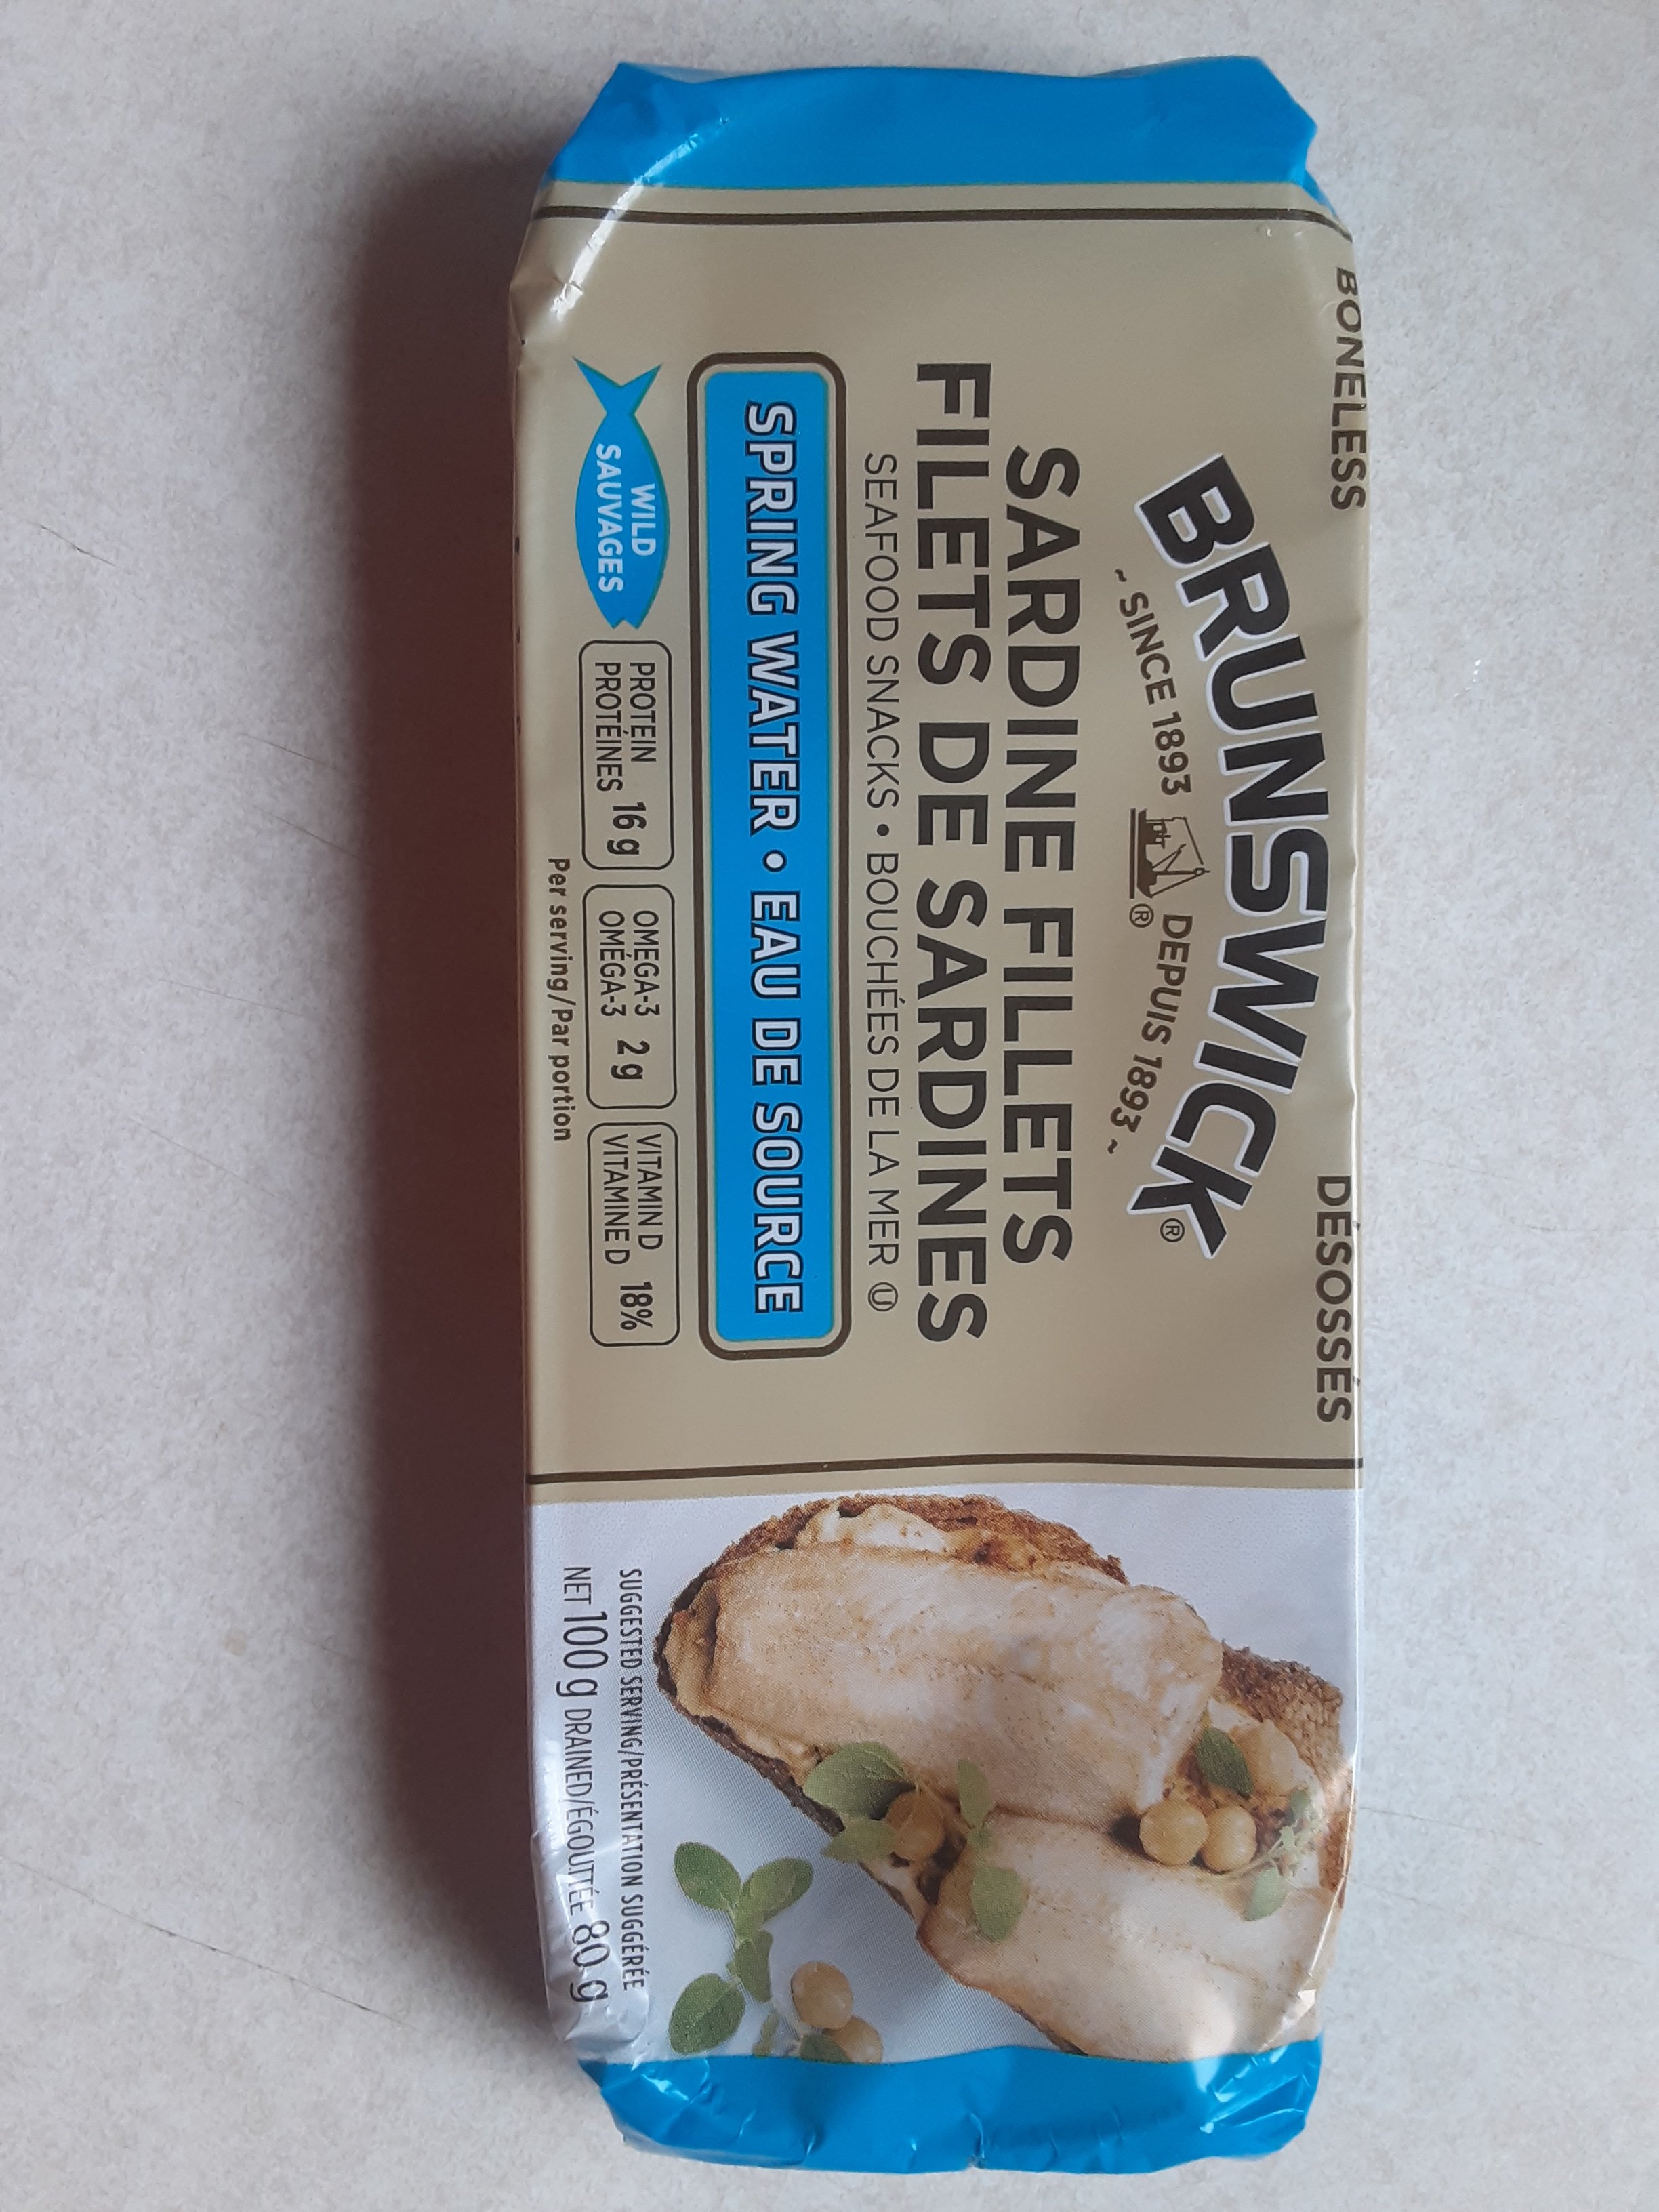 BONELESS
DÉSOSSÉS
BRUNSWICK®
~ SINCE 1893 ® DEPUIS 1893 ~
SARDINE FILLETS
FILETS DE SARDINES
SEAFOOD SNACKS • BOUCHÉES DE LA MER Ⓤ
SPRING WATER • EAU DE SOURCE
WILD
SAUVAGES
PROTEIN
PROTÉINES 16 g
OMEGA-3
OMÉGA-3 2 g
VITAMIN D
VITAMINE D 18%
Per serving/Par portion
SUGGESTED SERVING/PRÉSENTATION SUGGÉRÉE
NET 100 g DRAINED/ÉGOUTTÉE 80 g